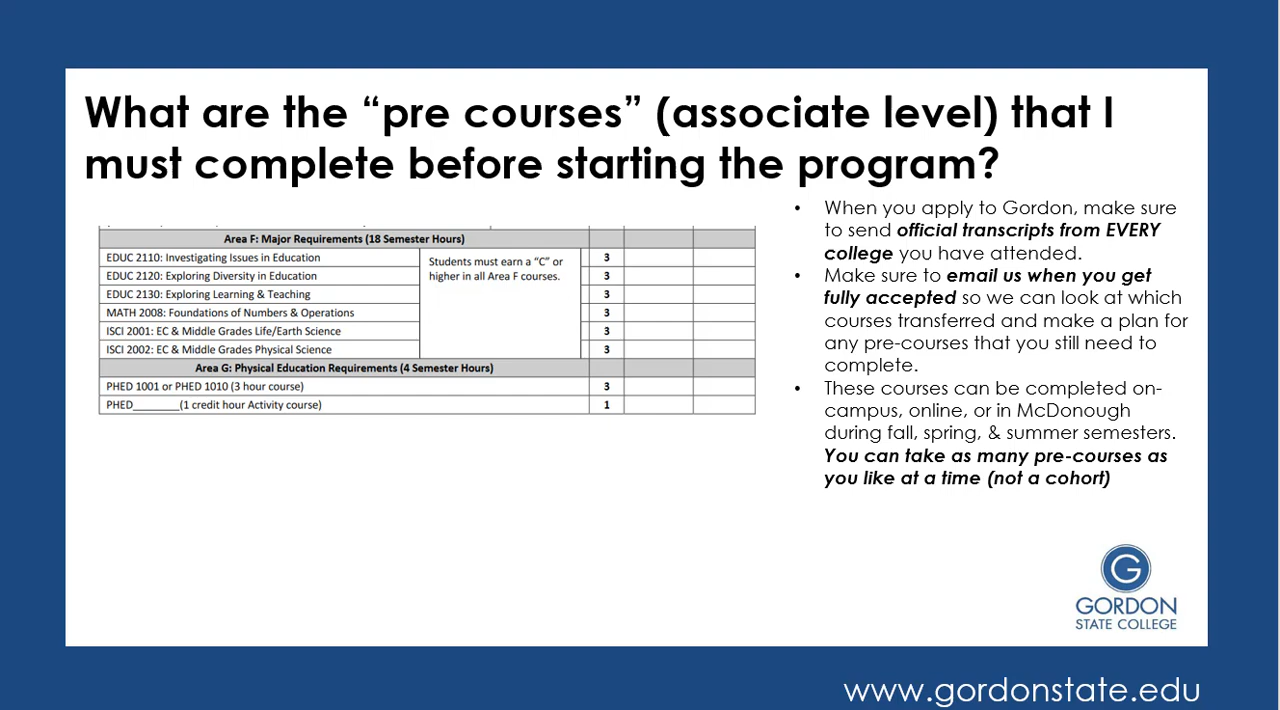 What are the “pre courses” (associate level) that I
must complete before starting the program?
Area F: Major Requirements (18 Semester Hours)
EDUC 2110: Investigating Issues in Education 3
EDUC 2120: Exploring Diversity in Education 3
EDUC 2130: Exploring Learning & Teaching 3
MATH 2008: Foundations of Numbers & Operations 3
ISCI 2001: EC & Middle Grades Life/Earth Science 3
ISCI 2002: EC & Middle Grades Physical Science 3
Students must earn a “C” or
higher in all Area F courses.
Area G: Physical Education Requirements (4 Semester Hours)
PHED 1001 or PHED 1010 (3 hour course) 3
PHED________(1 credit hour Activity course) 1
• When you apply to Gordon, make sure
to send official transcripts from EVERY
college you have attended.
• Make sure to email us when you get
fully accepted so we can look at which
courses transferred and make a plan for
any pre-courses that you still need to
complete.
• These courses can be completed on-
campus, online, or in McDonough
during fall, spring, & summer semesters.
You can take as many pre-courses as
you like at a time (not a cohort)
G
GORDON
STATE COLLEGE
www.gordonstate.edu